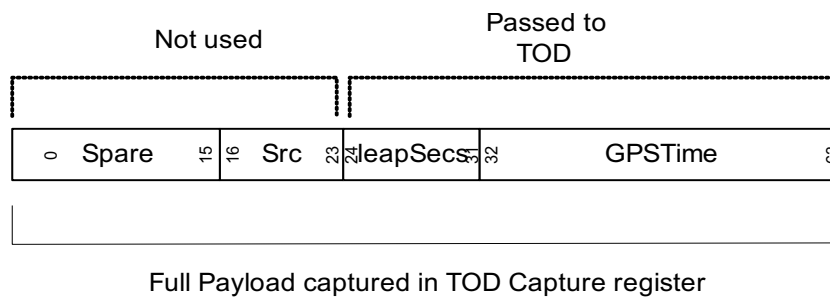 Not used
Passed to
TOD
0 Spare 15 16 Src 23 24 leapSecs 31 32 GPSTime
Full Payload captured in TOD Capture register